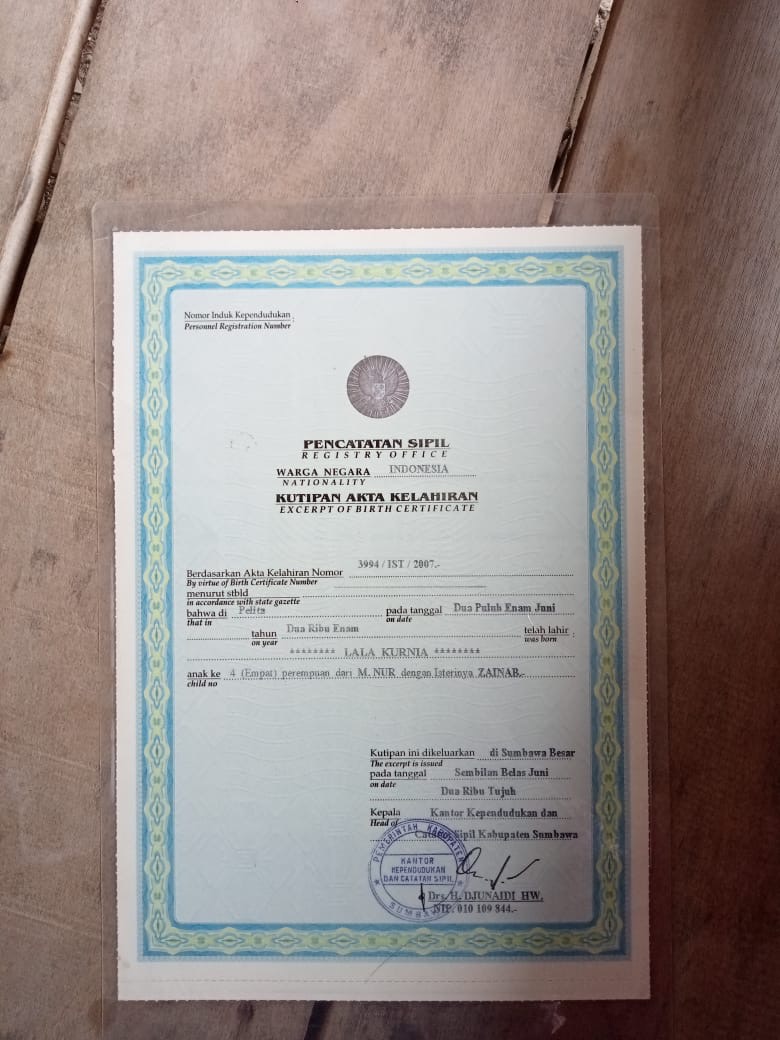 Nomor Induk Kependudukan :
Personnel Registration Number
PENCATATAN SIPIL
REGISTRY OFFICE
WARGA NEGARA INDONESIA
NATIONALITY
KUTIPAN AKTA KELAHIRAN
EXCERPT OF BIRTH CERTIFICATE
Berdasarkan Akta Kelahiran Nomor 3994 / IST / 2007.-
By virtue of Birth Certificate Number
menurut stbld
in accordance with state gazette
bahwa di Pelita pada tanggal Dua Puluh Enam Juni
that in on date
tahun Dua Ribu Enam telah lahir :
on year was born
******** LALA KURNIA ********
anak ke 4 (Empat) perempuan dari M. NUR dengan Isterinya ZAINAB.-
child no
Kutipan ini dikeluarkan di Sumbawa Besar
The excerpt is issued
pada tanggal Sembilan Belas Juni
on date
Dua Ribu Tujuh
Kepala Kantor Kependudukan dan
Head of
Catatan Sipil Kabupaten Sumbawa
PEMERINTAH KABUPATEN
KANTOR
KEPENDUDUKAN
DAN CATATAN SIPIL
SUMBAWA
Drs. H. DJUNAIDI HW.
NIP. 010 109 844.-